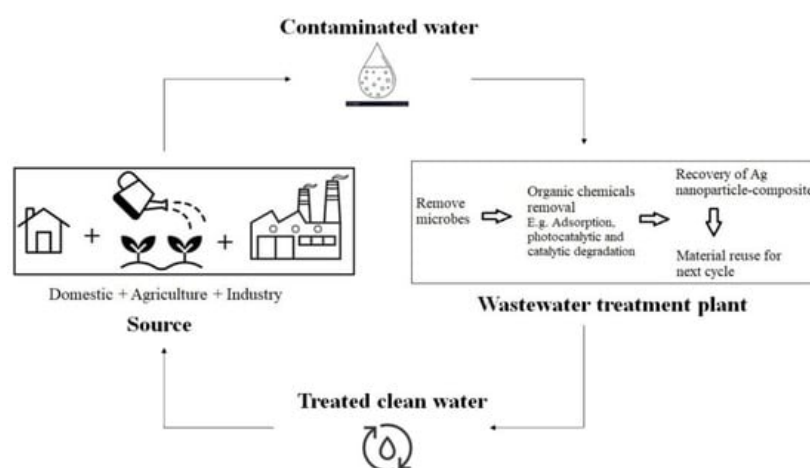 Contaminated water
Remove
microbes
Organic chemicals
removal
E.g. Adsorption,
photocatalytic and
catalytic degradation
Recovery of Ag
nanoparticle-composite
Material reuse for
next cycle
Domestic + Agriculture + Industry
Source
Wastewater treatment plant
Treated clean water